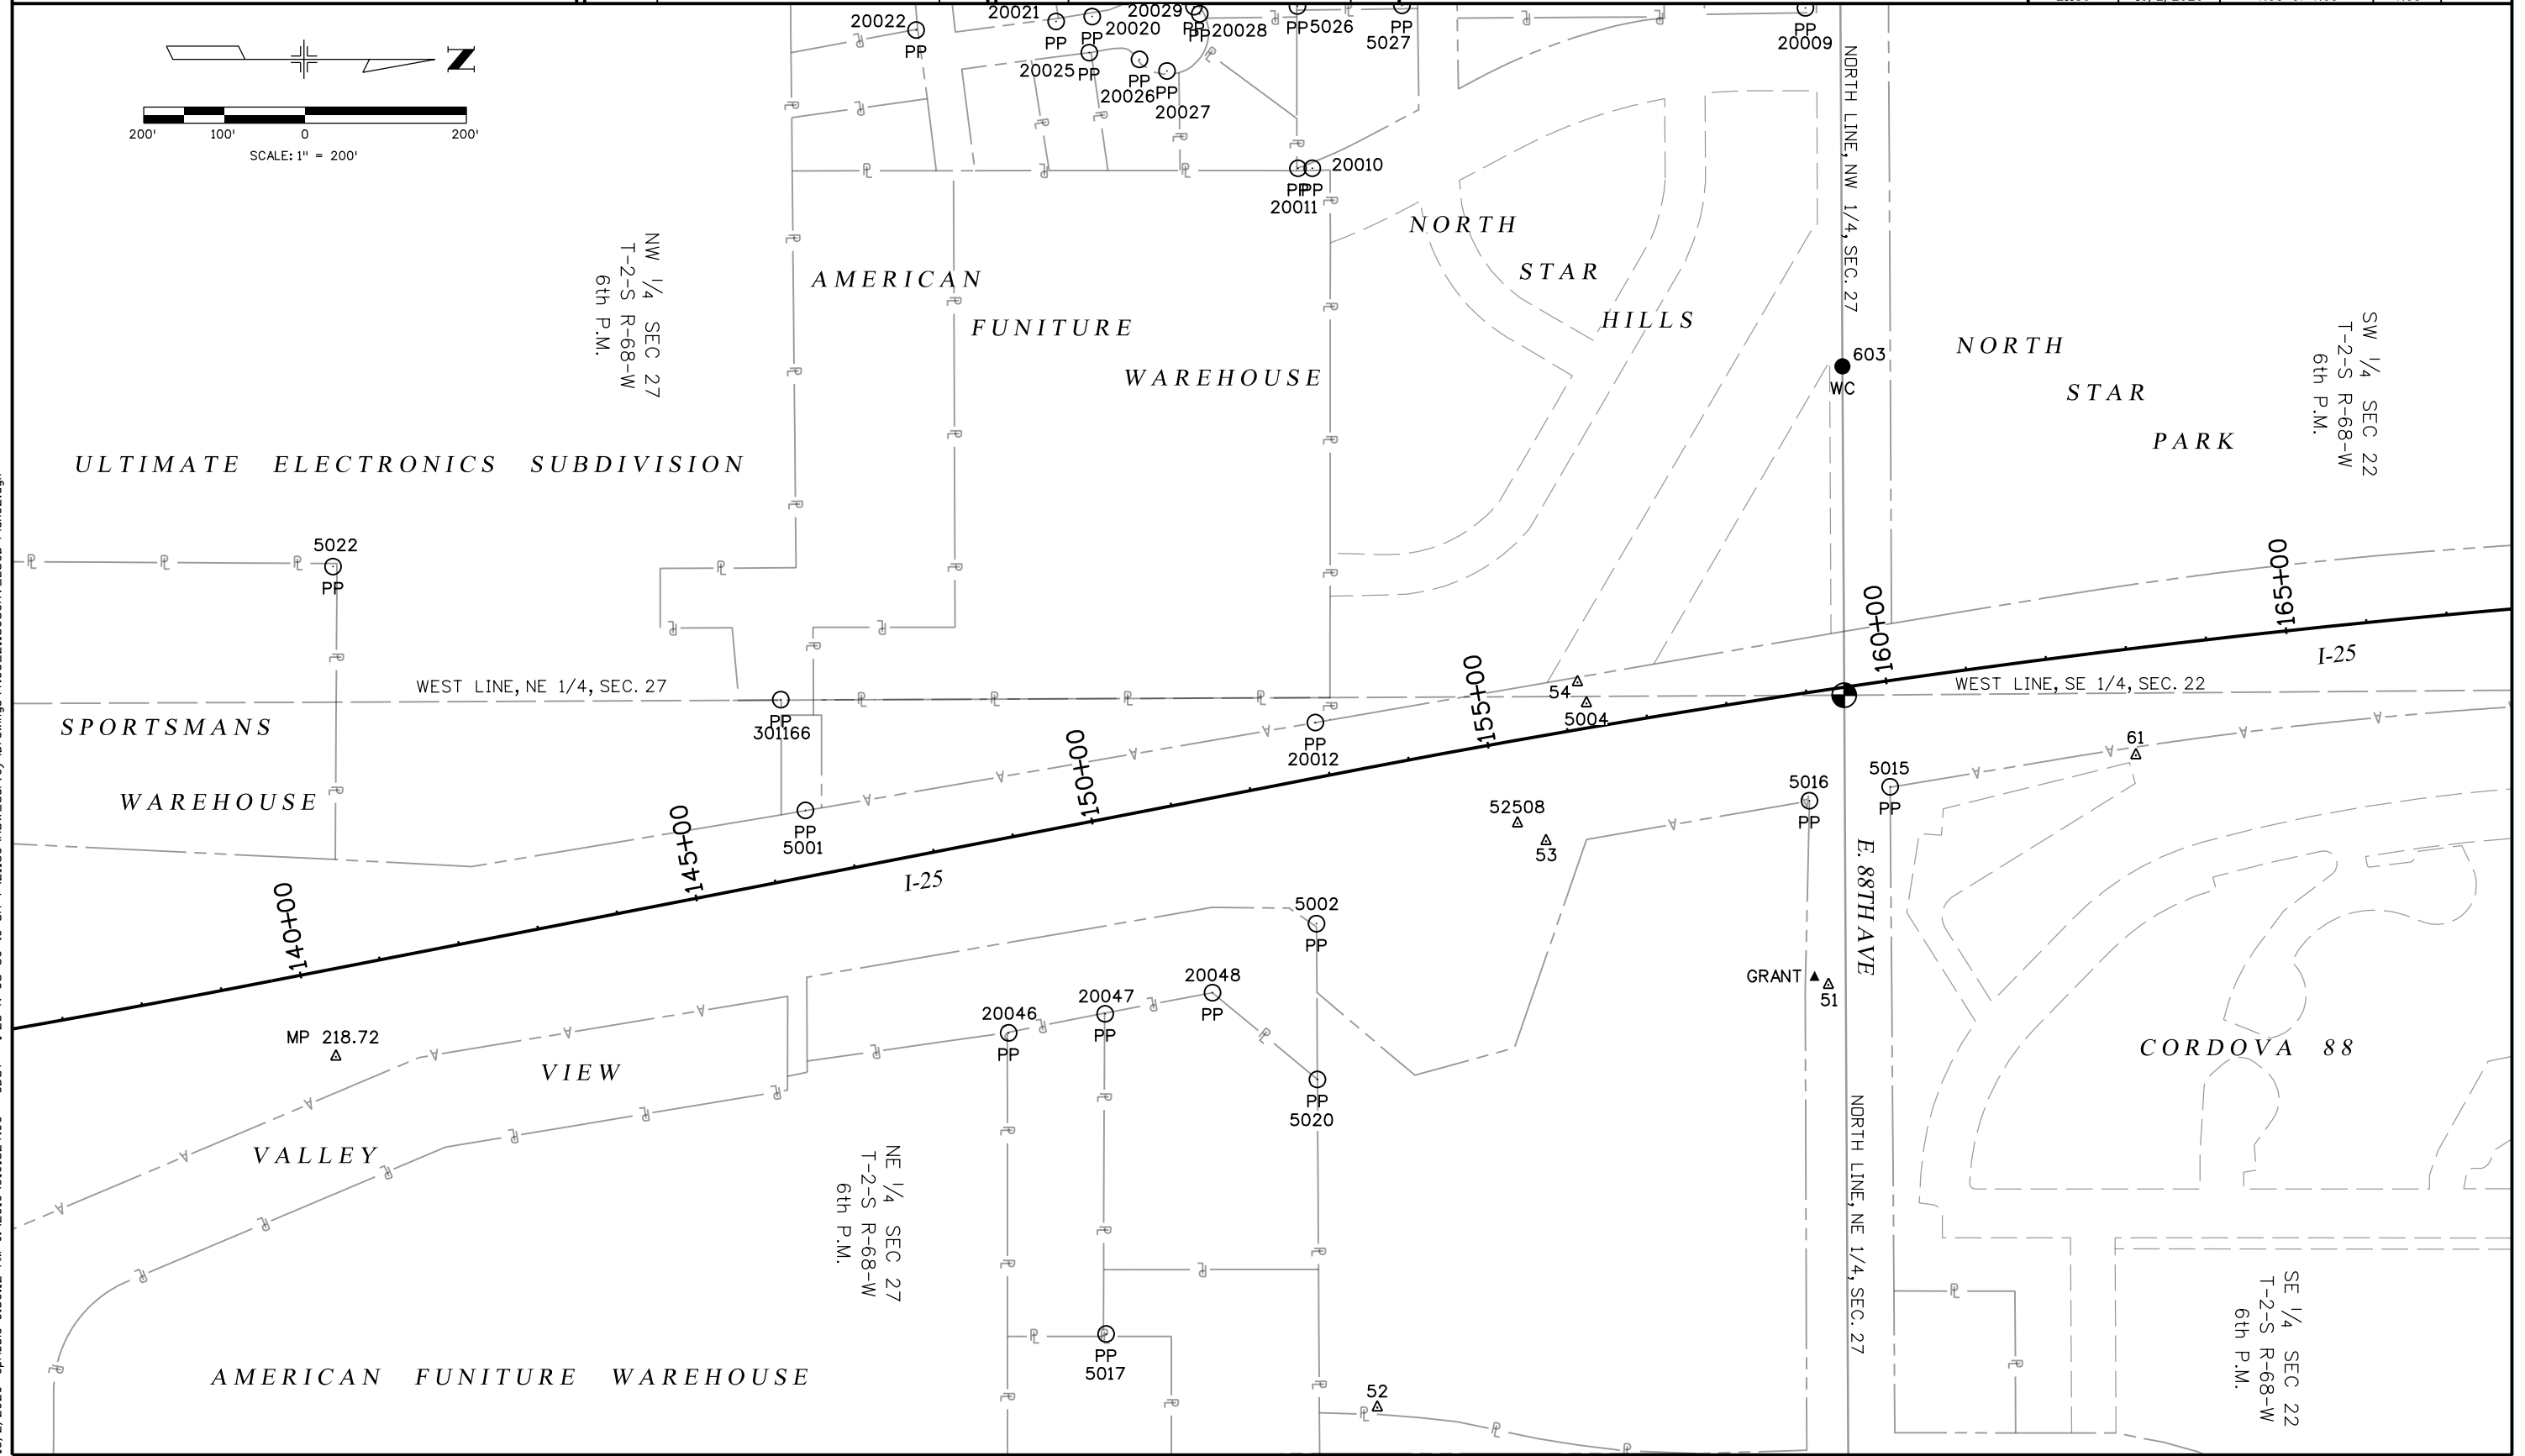 20022
PP
20021
PP
20020
PP
20029
PP
PP
20028
5026
PP
5027
PP
20009
PP
20025
PP
20026
PP
20027
N
200' 100' 0 200'
SCALE: 1" = 200'
20010
PP
PP
20011
NORTH LINE, NW 1/4, SEC. 27
NW 1/4 SEC 27
T-2-S R-68-W
6th P.M.
AMERICAN
FUNITURE
WAREHOUSE
NORTH
STAR
HILLS
603
WC
NORTH
STAR
PARK
SW 1/4 SEC 22
T-2-S R-68-W
6th P.M.
ULTIMATE ELECTRONICS SUBDIVISION
5022
PP
WEST LINE, NE 1/4, SEC. 27
SPORTSMANS
WAREHOUSE
PP
301166
PP
5001
PP
20012
54
5004
WEST LINE, SE 1/4, SEC. 22
1140+00
1145+00
1150+00
1155+00
1160+00
1165+00
I-25
I-25
61
5016
PP
5015
PP
52508
53
E. 88TH AVE
5002
PP
GRANT
51
20046
PP
20047
PP
20048
PP
PP
5020
MP 218.72
VIEW
VALLEY
CORDOVA 88
NE 1/4 SEC 27
T-2-S R-68-W
6th P.M.
NORTH LINE, NE 1/4, SEC. 27
SE 1/4 SEC 22
T-2-S R-68-W
6th P.M.
PP
5017
52
AMERICAN FUNITURE WAREHOUSE